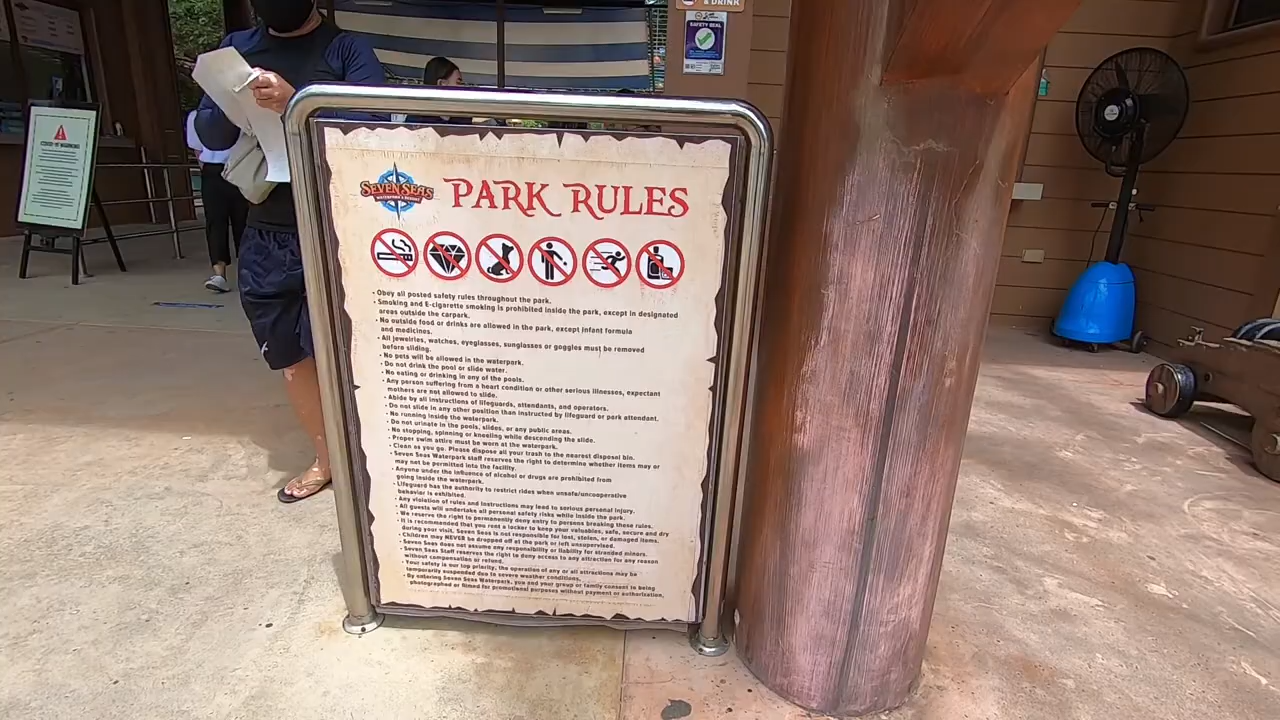 & DRINK
SAFETY SEAL
COVID-19 WARNING
SEVEN SEAS
WATERPARK & RESORT
PARK RULES
• Obey all posted safety rules throughout the park.
• Smoking and E-cigarette smoking is prohibited inside the park, except in designated
areas outside the carpark.
• No outside food or drinks are allowed in the park, except infant formula
and medicines.
• All jewelries, watches, eyeglasses, sunglasses or goggles must be removed
before sliding.
• No pets will be allowed in the waterpark.
• Do not drink the pool or slide water.
• No eating or drinking in any of the pools.
• Any person suffering from a heart condition or other serious illnesses, expectant
mothers are not allowed to slide.
• Abide by all instructions of lifeguards, attendants, and operators.
• Do not slide in any other position than instructed by lifeguard or park attendant.
• No running inside the waterpark.
• Do not urinate in the pools, slides, or any public areas.
• No stopping, spinning or kneeling while descending the slide.
• Proper swim attire must be worn at the waterpark.
• Clean as you go. Please dispose all your trash to the nearest disposal bin.
• Seven Seas Waterpark staff reserves the right to determine whether items may or
may not be permitted into the facility.
• Anyone under the influence of alcohol or drugs are prohibited from
going inside the waterpark.
• Lifeguard has the authority to restrict rides when unsafe/uncooperative
behavior is exhibited.
• Any violation of rules and instructions may lead to serious personal injury.
• All guests will undertake all personal safety risks while inside the park.
• We reserve the right to permanently deny entry to persons breaking these rules.
• It is recommended that you rent a locker to keep your valuables, safe, secure and dry
during your visit. Seven Seas is not responsible for lost, stolen, or damaged items.
• Children may NEVER be dropped off at the park or left unsupervised.
• Seven Seas does not assume any responsibility or liability for stranded minors.
• Seven Seas Staff reserves the right to deny access to any attraction for any reason
without compensation or refund.
• Your safety is our top priority, the operation of any or all attractions may be
temporarily suspended due to severe weather conditions.
• By entering Seven Seas Waterpark, you and your group or family consent to being
photographed or filmed for promotional purposes without payment or authorization.